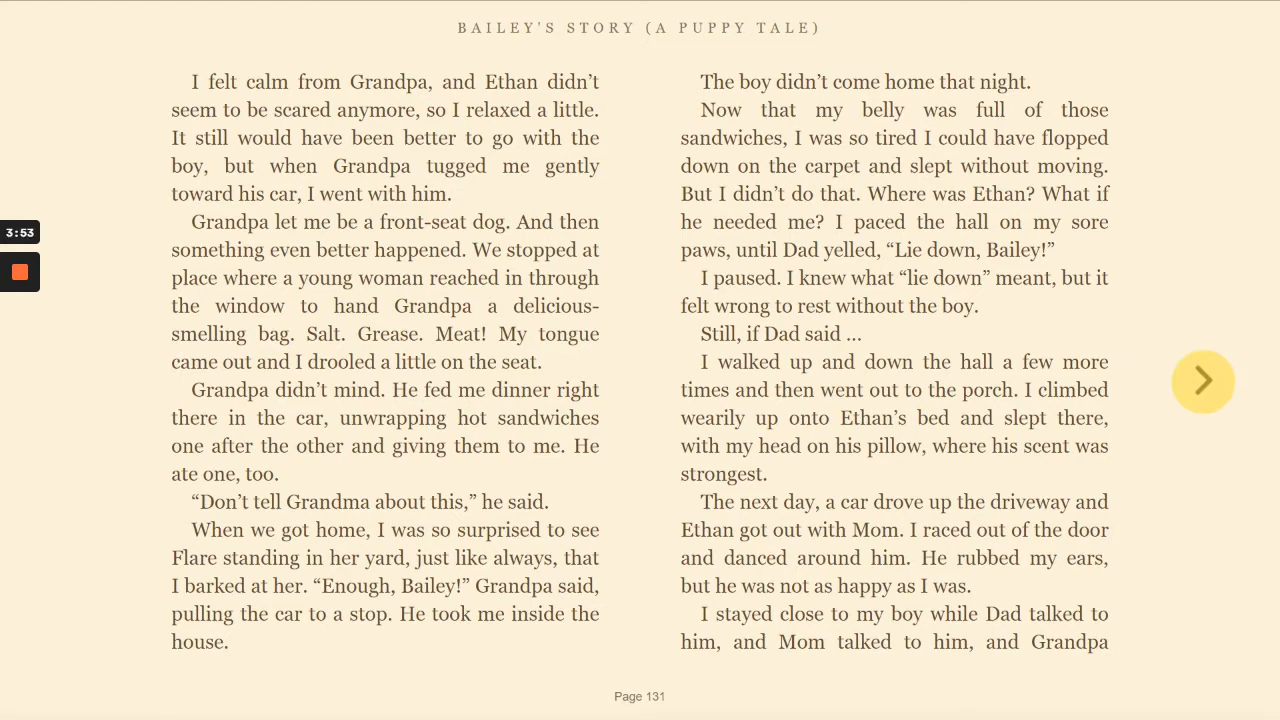 BAILEY'S STORY (A PUPPY TALE)
I felt calm from Grandpa, and Ethan didn’t
seem to be scared anymore, so I relaxed a little.
It still would have been better to go with the
boy, but when Grandpa tugged me gently
toward his car, I went with him.
Grandpa let me be a front-seat dog. And then
something even better happened. We stopped at
place where a young woman reached in through
the window to hand Grandpa a delicious-
smelling bag. Salt. Grease. Meat! My tongue
came out and I drooled a little on the seat.
Grandpa didn’t mind. He fed me dinner right
there in the car, unwrapping hot sandwiches
one after the other and giving them to me. He
ate one, too.
“Don’t tell Grandma about this,” he said.
When we got home, I was so surprised to see
Flare standing in her yard, just like always, that
I barked at her. “Enough, Bailey!” Grandpa said,
pulling the car to a stop. He took me inside the
house.
The boy didn’t come home that night.
Now that my belly was full of those
sandwiches, I was so tired I could have flopped
down on the carpet and slept without moving.
But I didn’t do that. Where was Ethan? What if
he needed me? I paced the hall on my sore
paws, until Dad yelled, “Lie down, Bailey!”
I paused. I knew what “lie down” meant, but it
felt wrong to rest without the boy.
Still, if Dad said ...
I walked up and down the hall a few more
times and then went out to the porch. I climbed
wearily up onto Ethan’s bed and slept there,
with my head on his pillow, where his scent was
strongest.
The next day, a car drove up the driveway and
Ethan got out with Mom. I raced out of the door
and danced around him. He rubbed my ears,
but he was not as happy as I was.
I stayed close to my boy while Dad talked to
him, and Mom talked to him, and Grandpa
3:53
Page 131